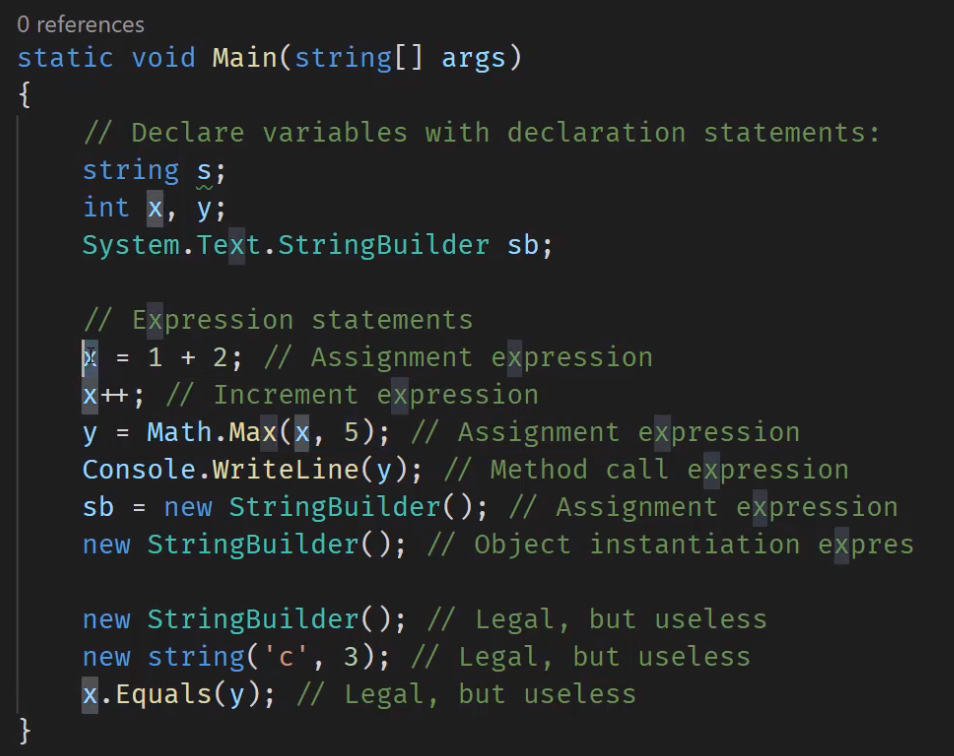 0 references
static void Main(string[] args)
{
// Declare variables with declaration statements:
string s;
int x, y;
System.Text.StringBuilder sb;
// Expression statements
x = 1 + 2; // Assignment expression
x++; // Increment expression
y = Math.Max(x, 5); // Assignment expression
Console.WriteLine(y); // Method call expression
sb = new StringBuilder(); // Assignment expression
new StringBuilder(); // Object instantiation expres
new StringBuilder(); // Legal, but useless
new string('c', 3); // Legal, but useless
x.Equals(y); // Legal, but useless
}